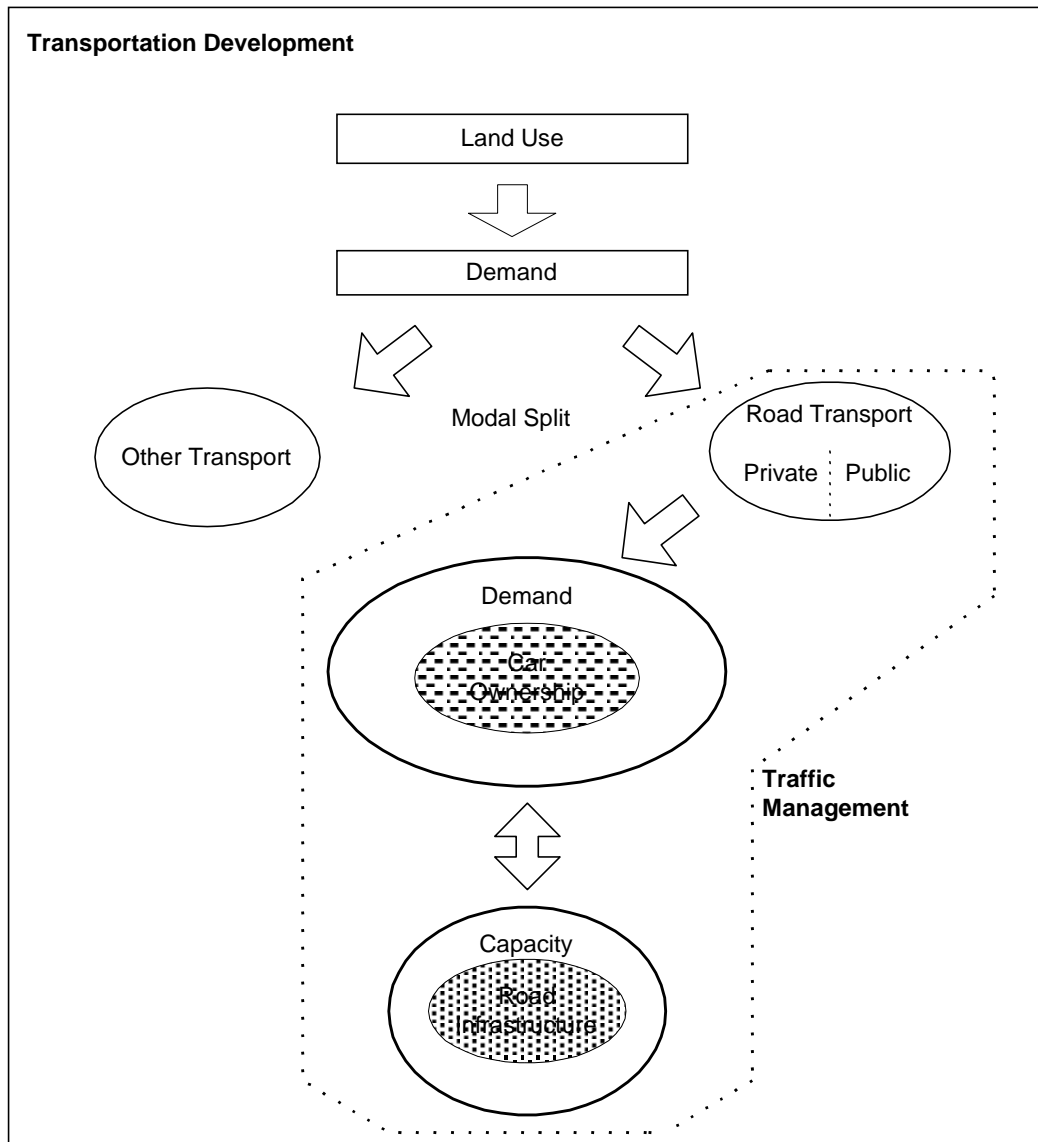 Transportation Development
Land Use
Demand
Modal Split
Other Transport
Road Transport
Private Public
Demand
Car
Ownership
Traffic
Management
Capacity
Road
Infrastructure